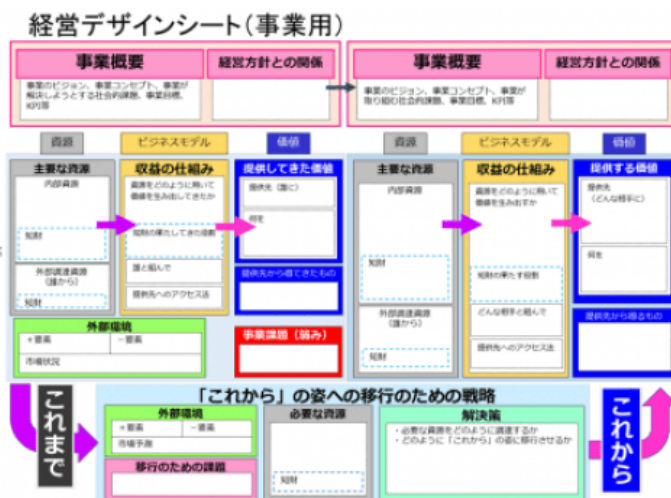 経営デザインシート(事業用)
事業概要
経営方針との関係
事業のビジョン、事業コンセプト、事業が
解決しようとする社会的課題、事業目標、
KPI等
事業概要
経営方針との関係
事業のビジョン、事業コンセプト、事業が
取り組む社会的課題、事業目標、KPI等
資源
ビジネスモデル
価値
資源
ビジネスモデル
価値
主要な資源
内部資源
知財
外部調達資源
(誰から)
知財
収益の仕組み
資源をどのように用いて
価値を生み出してきたか
知財の果たしてきた役割
誰と組んで
提供先へのアクセス法
提供してきた価値
提供先(誰に)
何を
提供先から得てきたもの
外部環境
+要素
-要素
市場状況
事業課題(弱み)
主要な資源
内部資源
知財
外部調達資源
(誰から)
知財
収益の仕組み
資源をどのように用いて
価値を生み出すか
知財の果たす役割
どんな相手と組んで
提供先へのアクセス法
提供する価値
提供先
(どんな相手に)
何を
提供先から得るもの
これまで
「これから」の姿への移行のための戦略
外部環境
+要素
-要素
市場予測
移行のための課題
必要な資源
知財
解決策
・必要な資源をどのように調達するか
・どのように「これから」の姿に移行させるか
これから